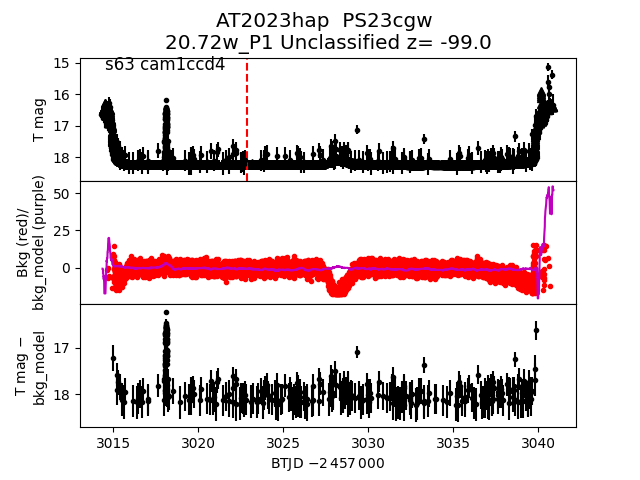 AT2023hap  PS23cgw
20.72w_P1 Unclassified z= -99.0
s63 cam1ccd4
15
16
17
18
T mag
50
25
0
Bkg (red)/
bkg_model (purple)
17
18
T mag −
bkg_model
3015
3020
3025
3030
3035
3040
BTJD −2 457 000